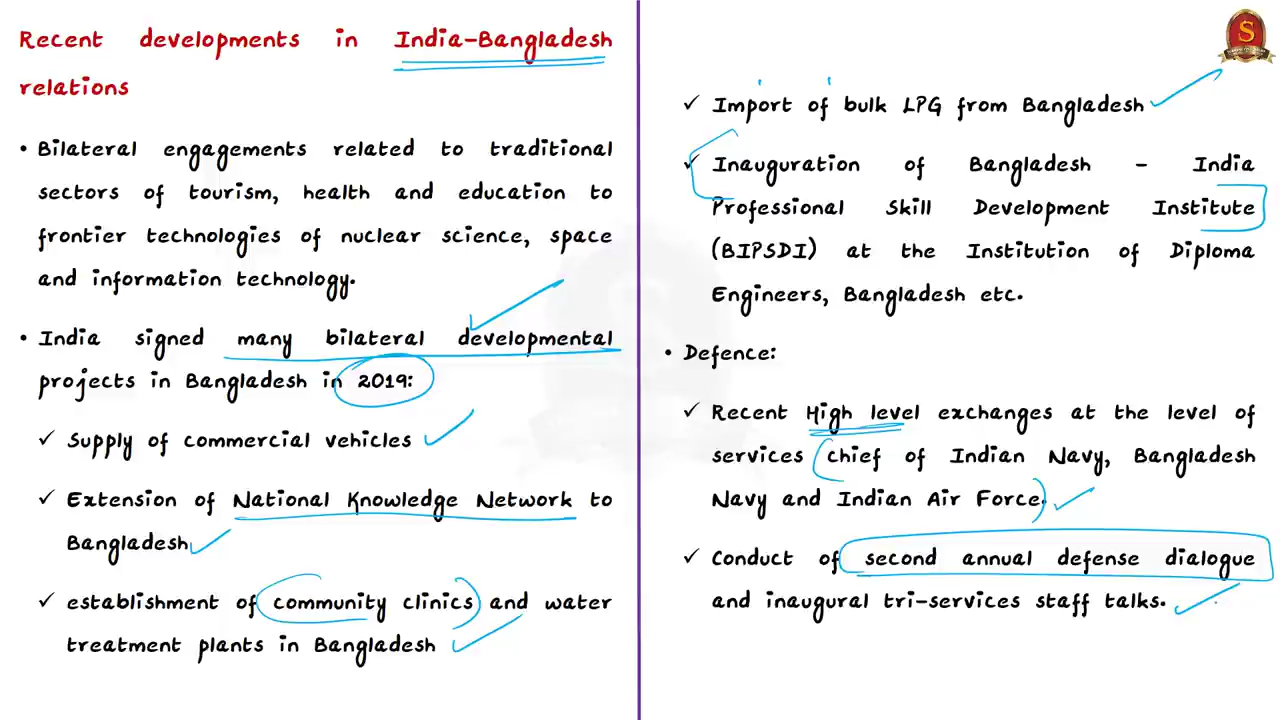 Recent developments in India-Bangladesh
relations
• Bilateral engagements related to traditional
sectors of tourism, health and education to
frontier technologies of nuclear science, space
and information technology.
• India signed many bilateral developmental
projects in Bangladesh in 2019:
✓ Supply of commercial vehicles
✓ Extension of National Knowledge Network to
Bangladesh
✓ establishment of community clinics and water
treatment plants in Bangladesh
✓ Import of bulk LPG from Bangladesh
✓ Inauguration of Bangladesh - India
Professional Skill Development Institute
(BIPSDI) at the Institution of Diploma
Engineers, Bangladesh etc.
• Defence:
✓ Recent High level exchanges at the level of
services chief of Indian Navy, Bangladesh
Navy and Indian Air Force.
✓ Conduct of second annual defense dialogue
and inaugural tri-services staff talks.
S